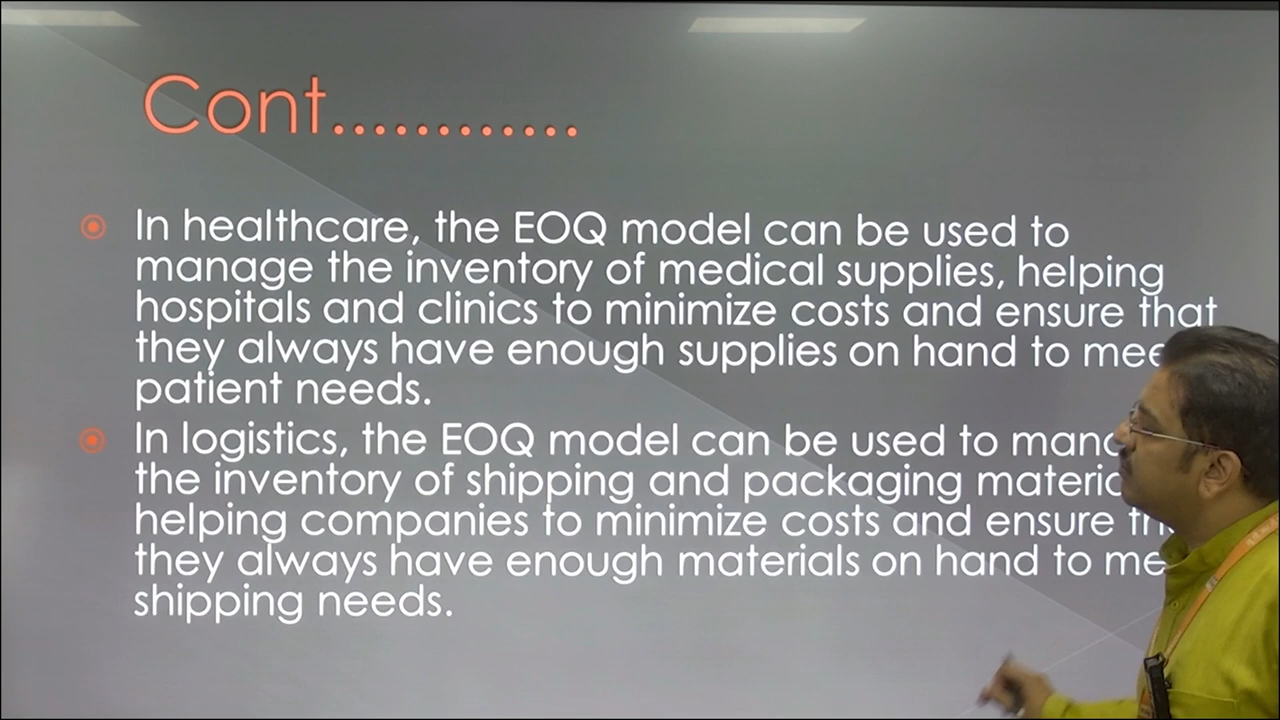 Cont............
In healthcare, the EOQ model can be used to
manage the inventory of medical supplies, helping
hospitals and clinics to minimize costs and ensure that
they always have enough supplies on hand to
patient needs.
In logistics, the EOQ model can be used to
the inventory of shipping and packaging
helping companies to minimize costs and ensure
they always have enough materials on hand to
shipping needs.